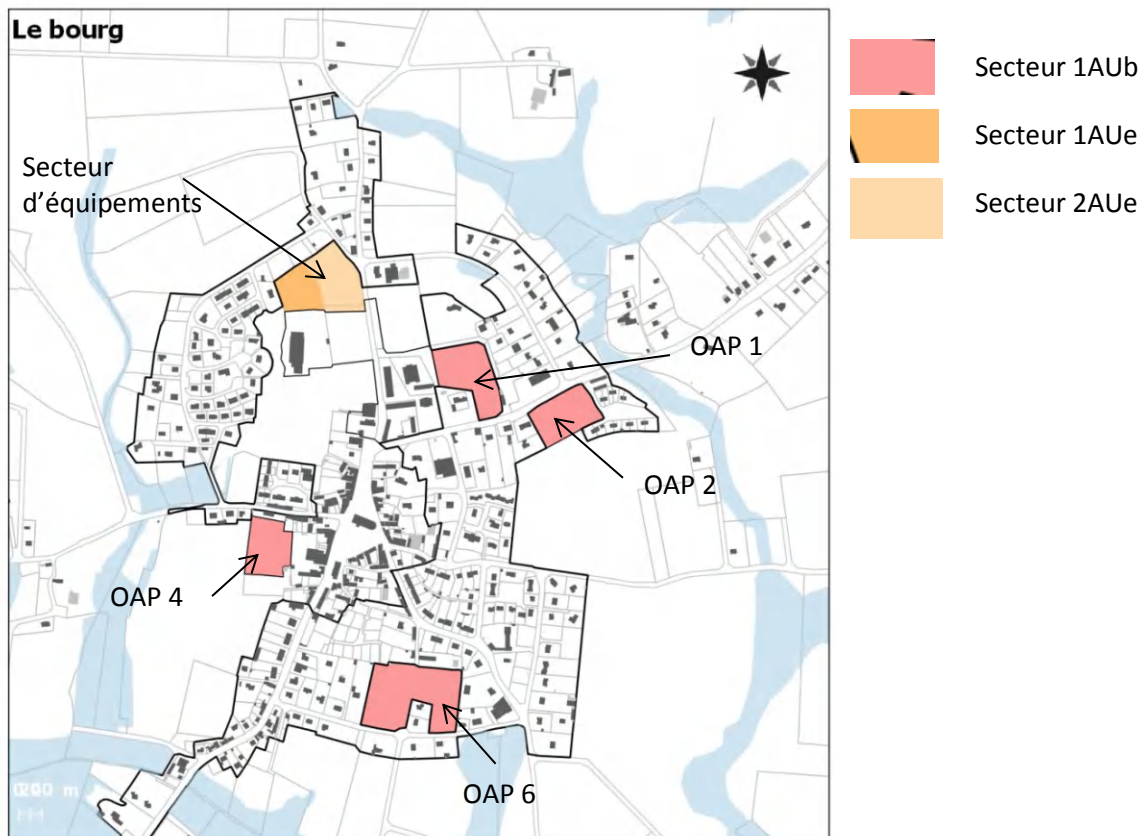 Le bourg
Secteur 1AUb
Secteur 1AUe
Secteur
d’équipements
Secteur 2AUe
OAP 1
OAP 2
OAP 4
OAP 6